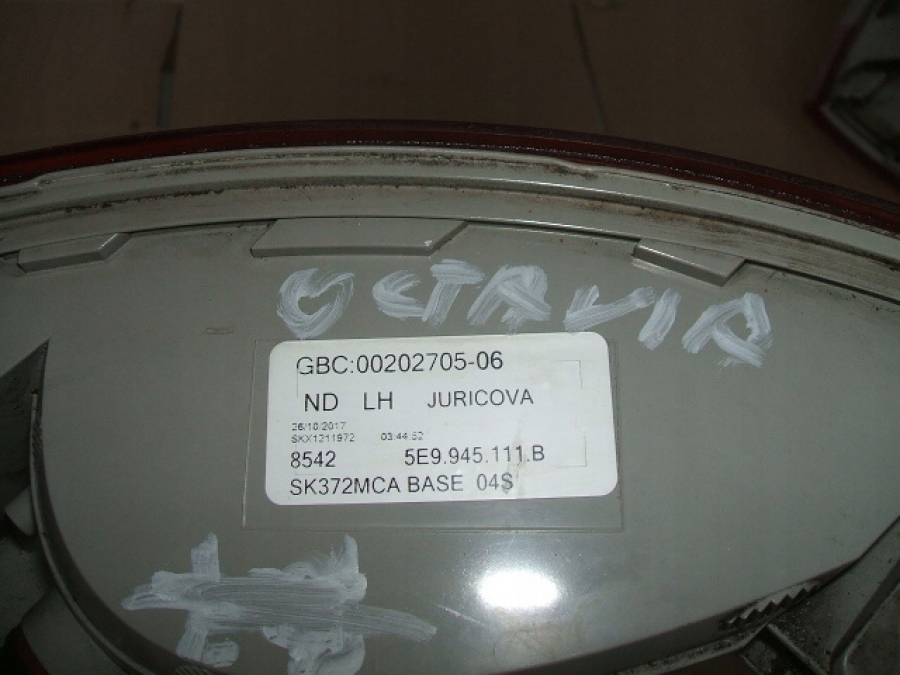 OCTAVIA
GBC:00202705-06
ND LH JURICOVA
26/10/2017
SKX1211972 03:44:52
8542 5E9.945.111.B
SK372MCA BASE 04S